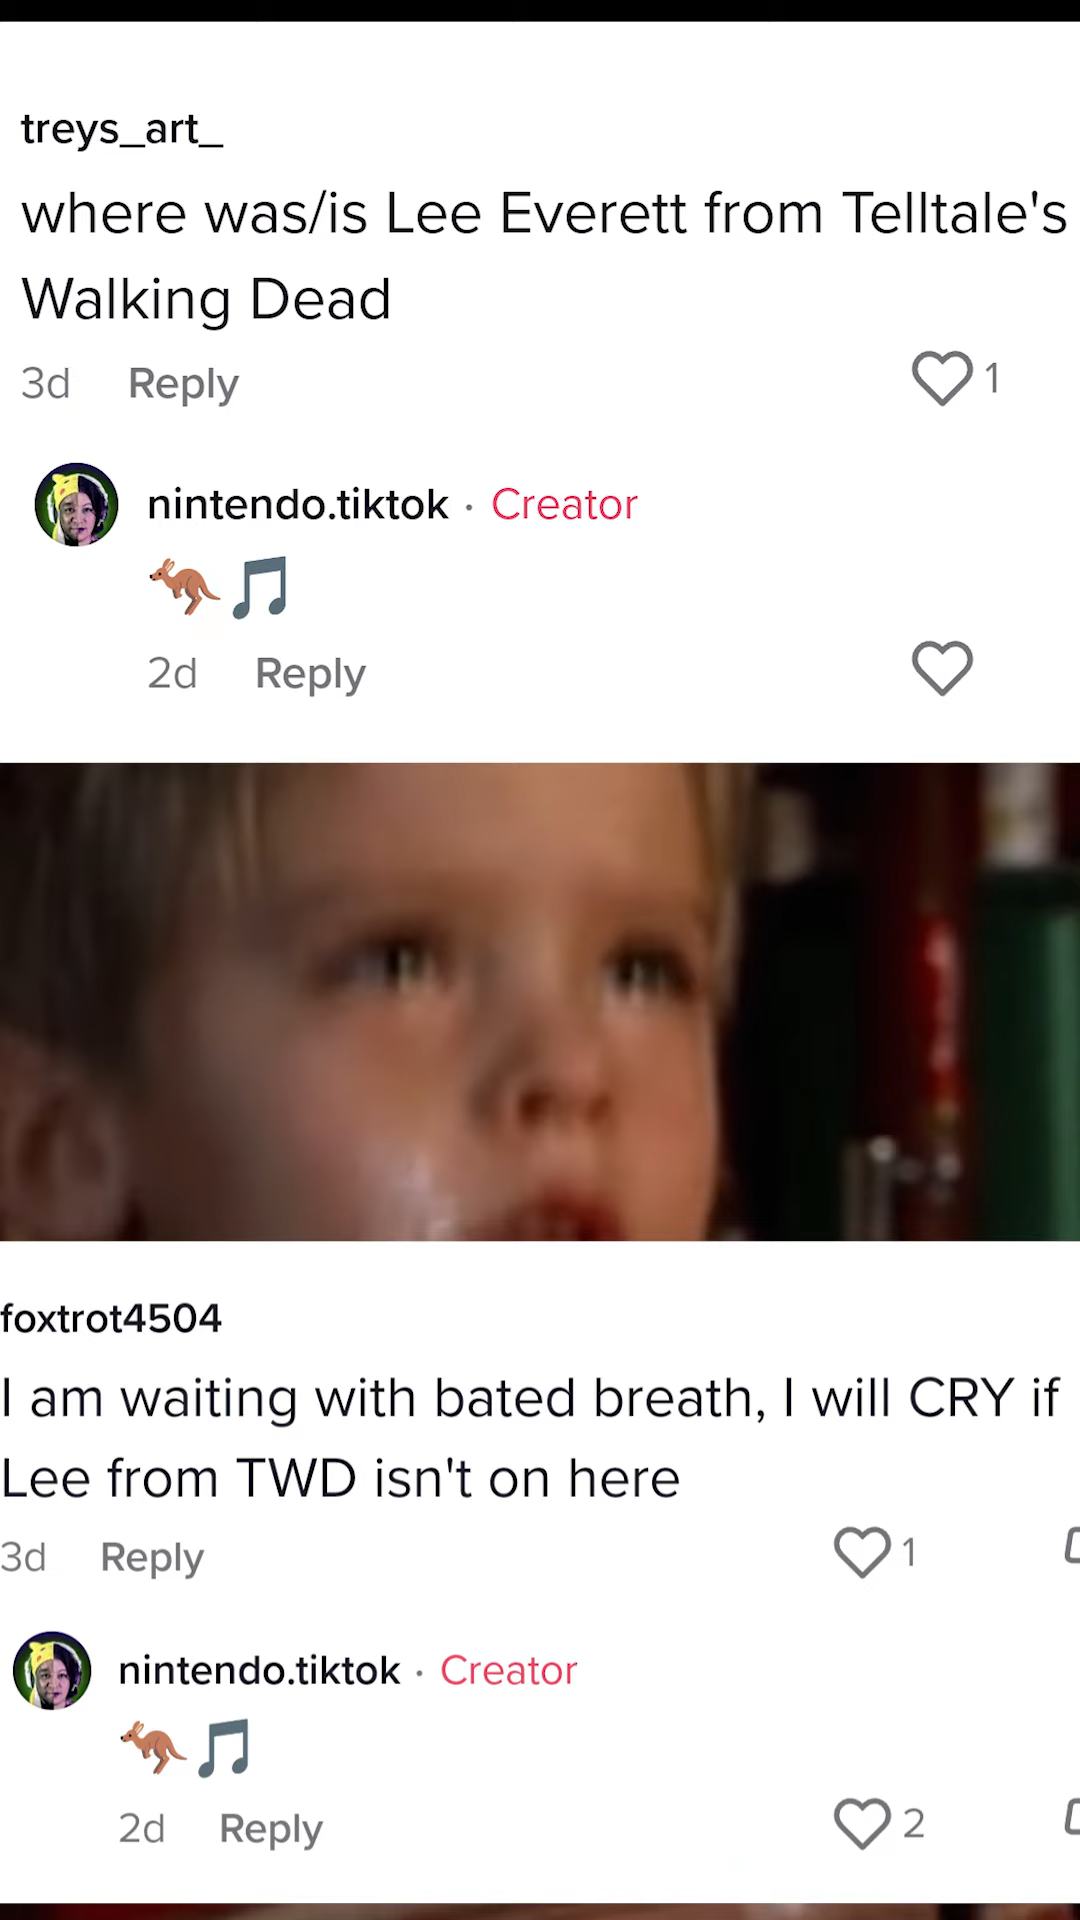 treys_art_
where was/is Lee Everett from Telltale's
Walking Dead
3d Reply 1
nintendo.tiktok · Creator
🦘🎵
2d Reply
foxtrot4504
I am waiting with bated breath, I will CRY if
Lee from TWD isn't on here
3d Reply 1
nintendo.tiktok · Creator
🦘🎵
2d Reply 2